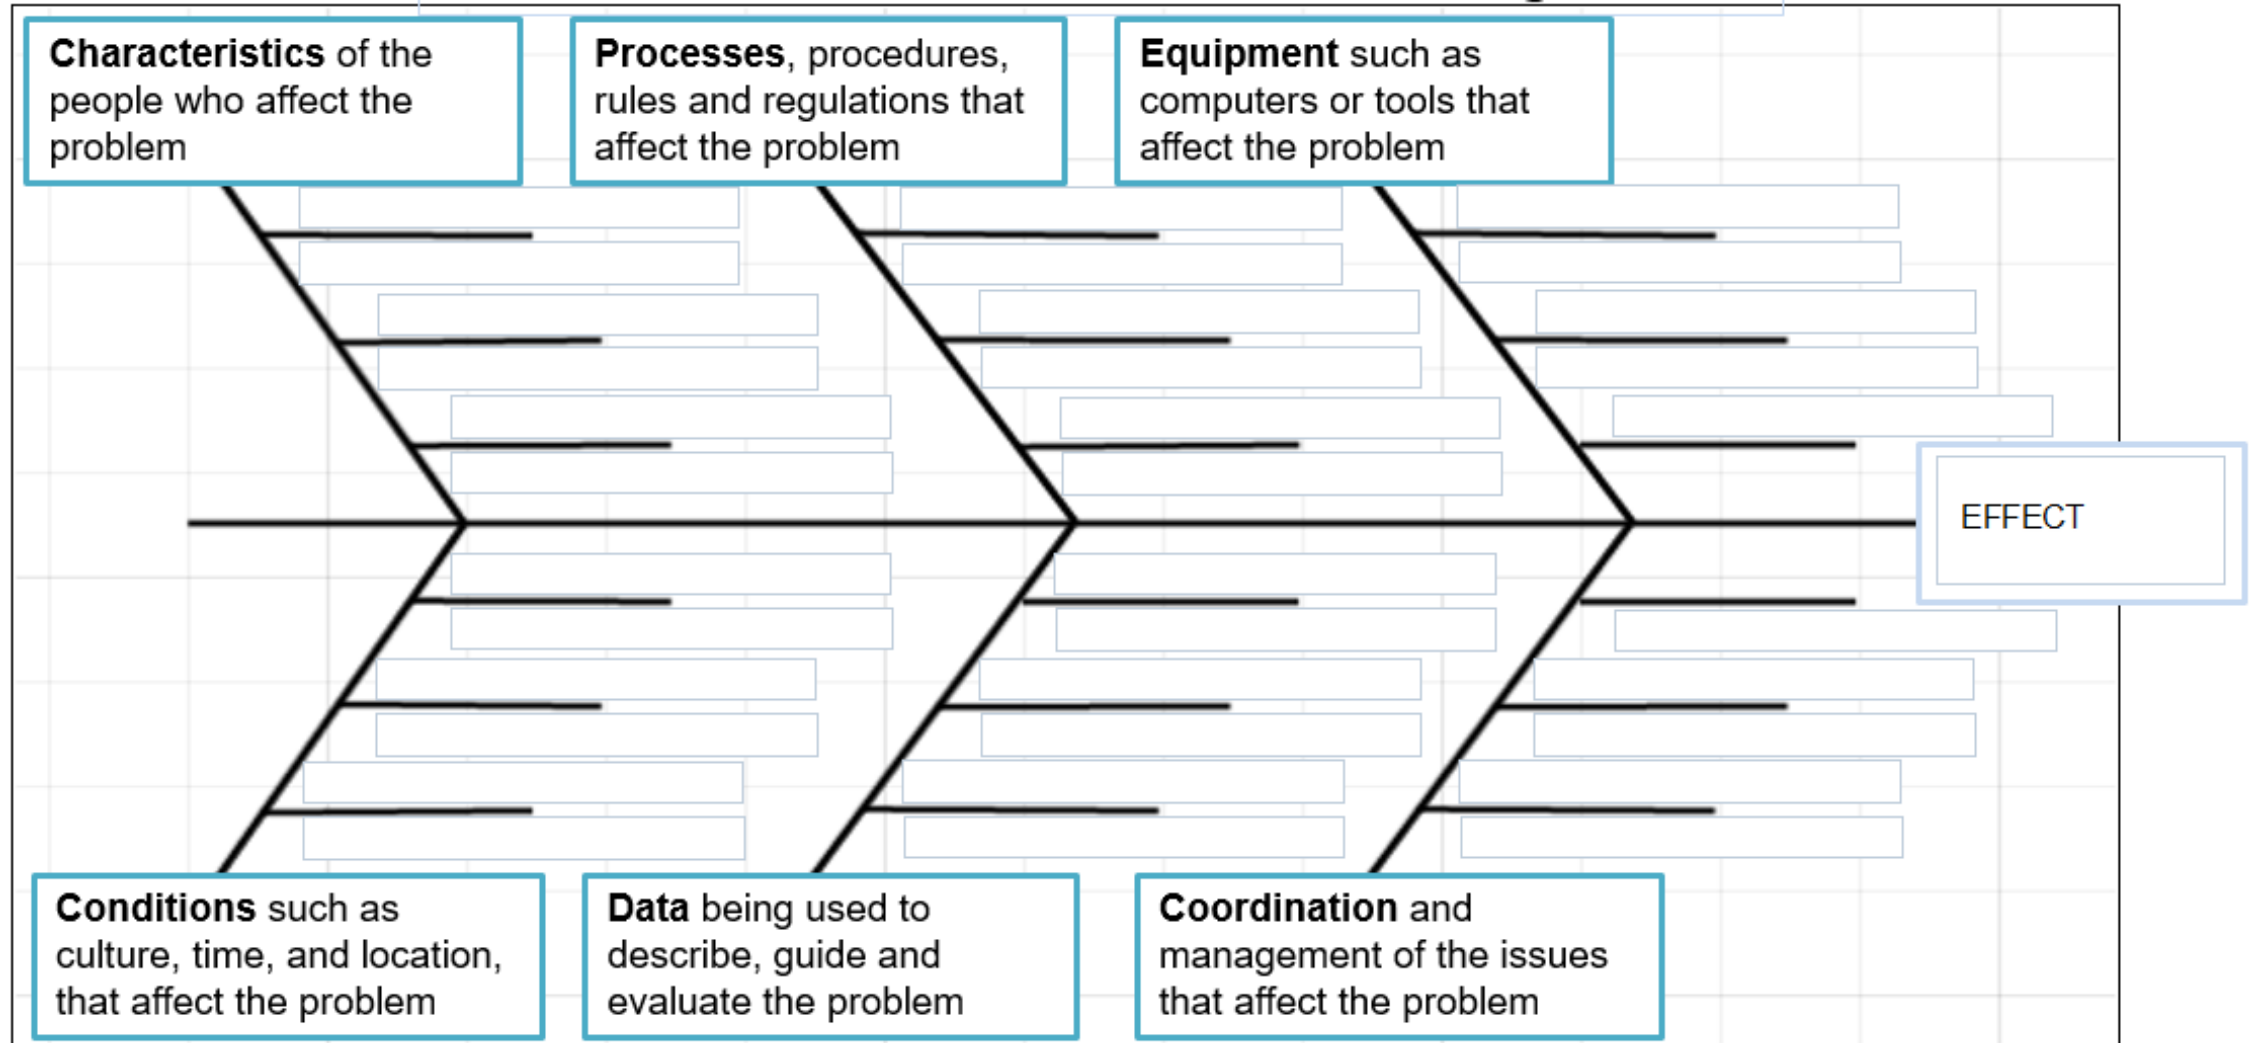 Characteristics of the
people who affect the
problem
Processes, procedures,
rules and regulations that
affect the problem
Equipment such as
computers or tools that
affect the problem
EFFECT
Conditions such as
culture, time, and location,
that affect the problem
Data being used to
describe, guide and
evaluate the problem
Coordination and
management of the issues
that affect the problem